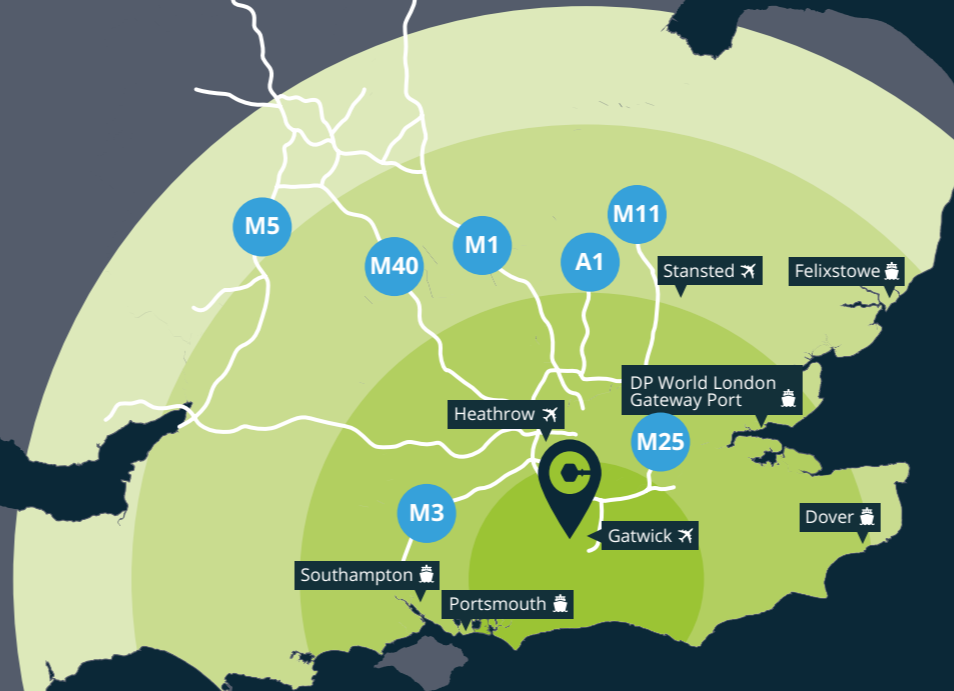 M11
M5
M1
A1
M40
Stansted
Felixstowe
DP World London
Gateway Port
Heathrow
M25
M3
Dover
Gatwick
Southampton
Portsmouth